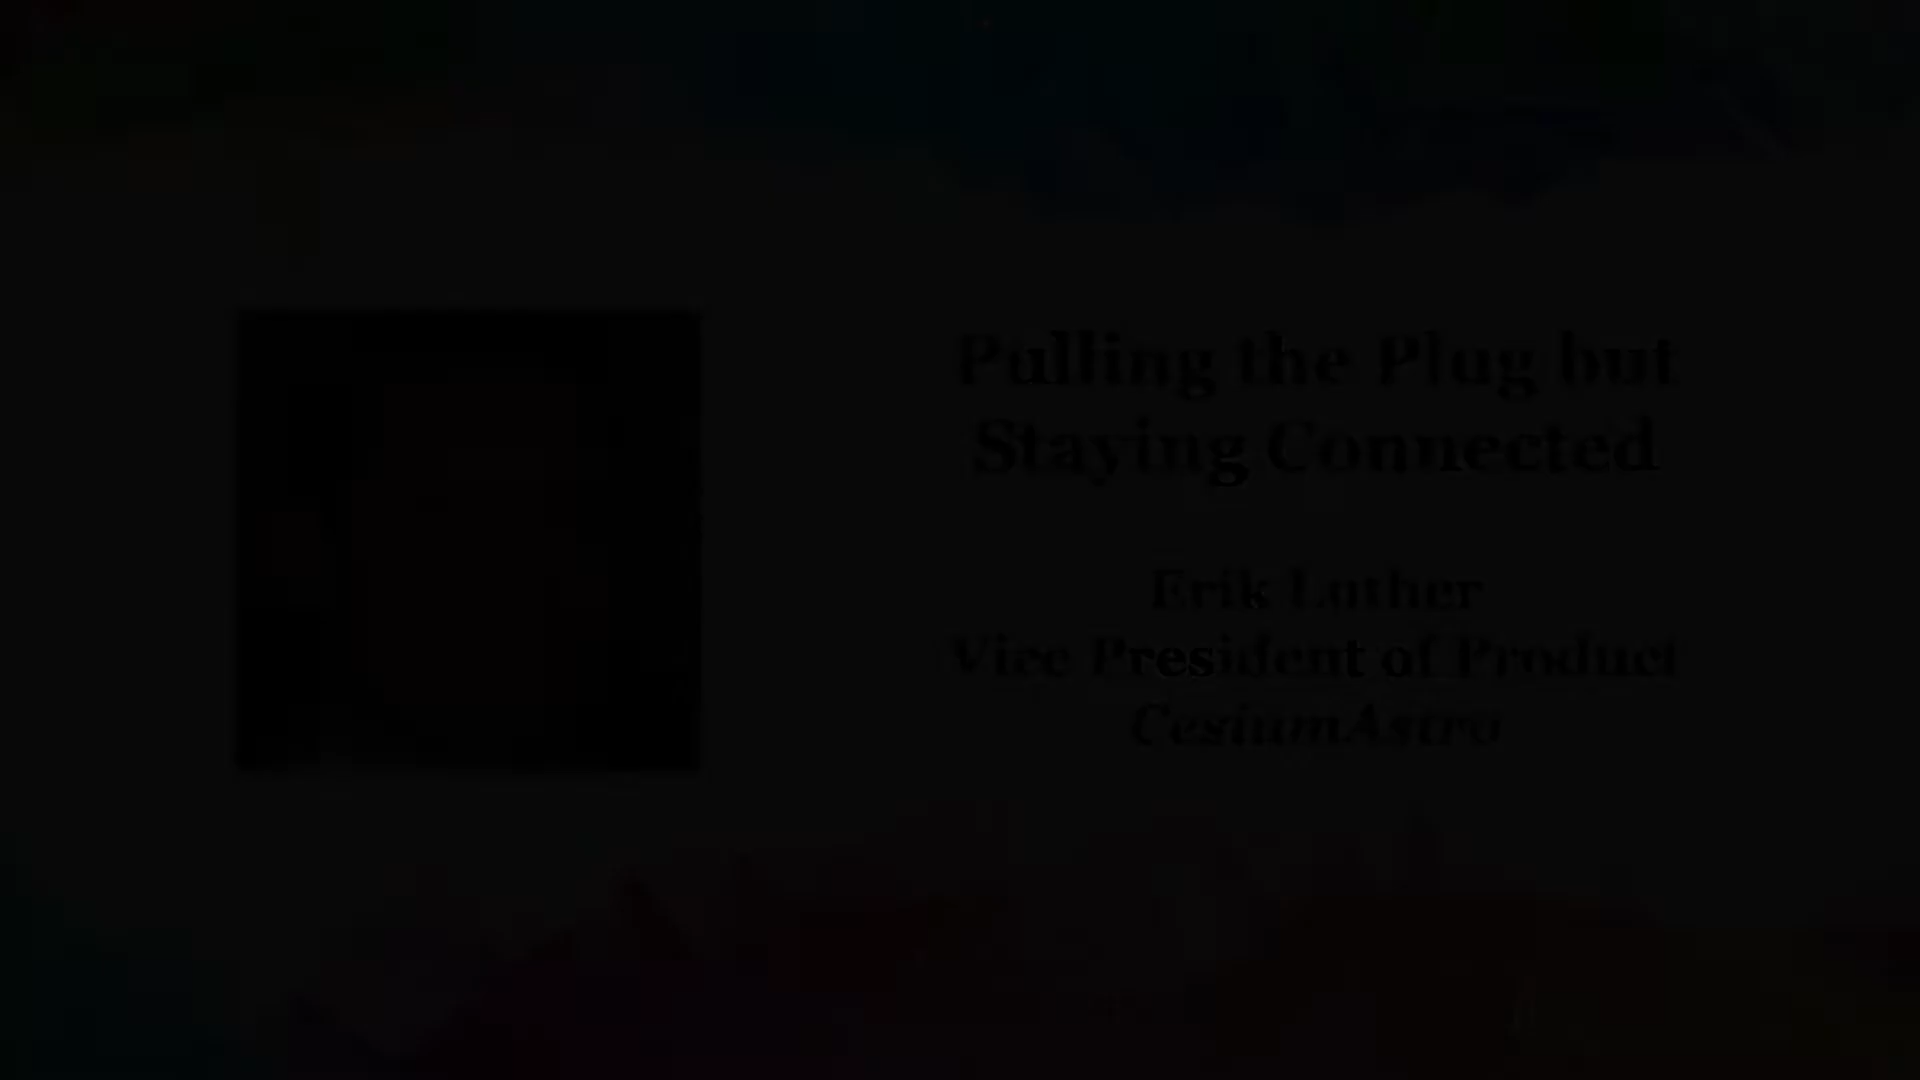 Pulling the Plug but
Staying Connected
Erik Luther
Vice President of Product
CesiumAstro